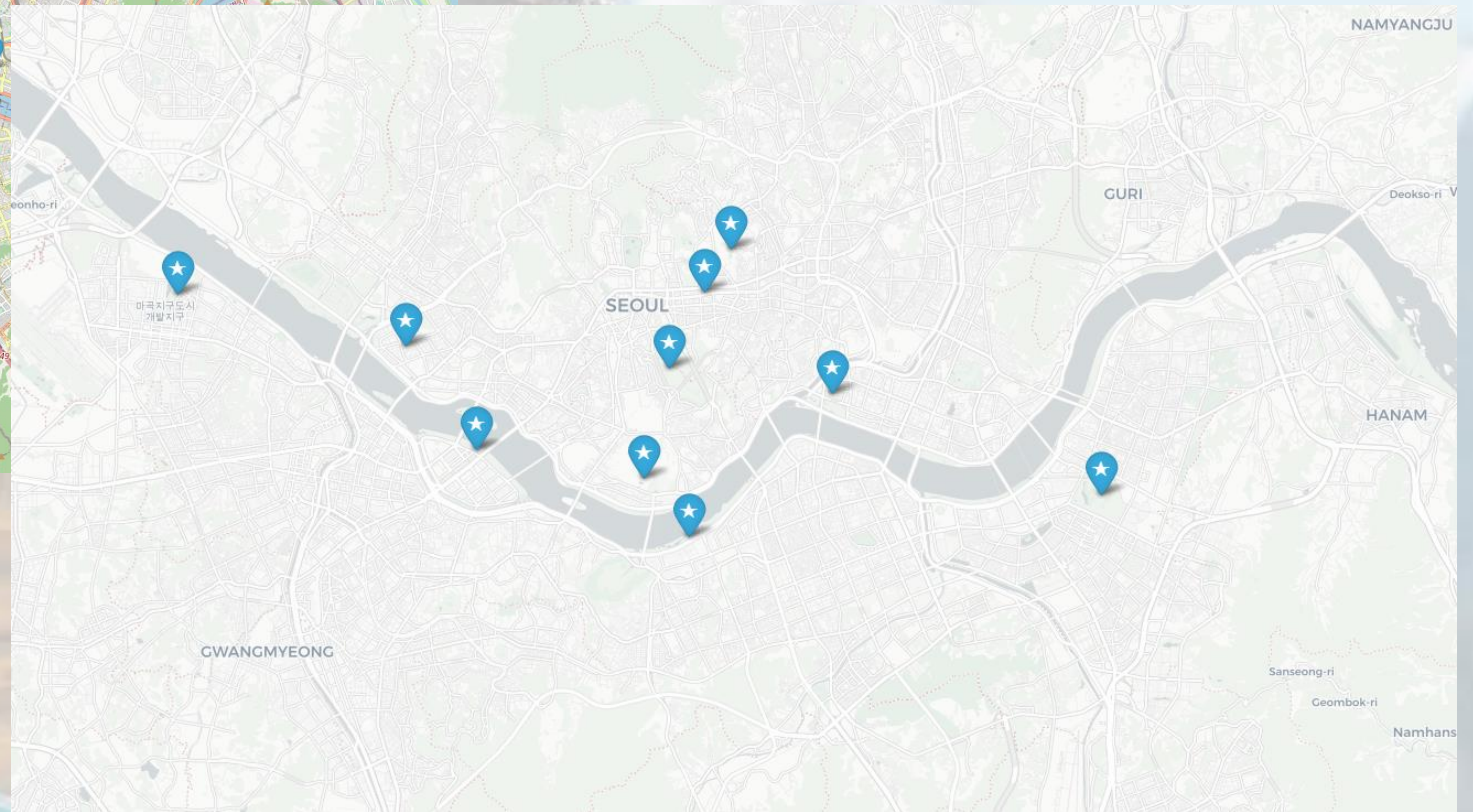 NAMYANGJU
GURI
Deokso-ri
eonho-ri
마곡지구도시
개발지구
SEOUL
HANAM
GWANGMYEONG
Sanseong-ri
Geombok-ri
Namhans